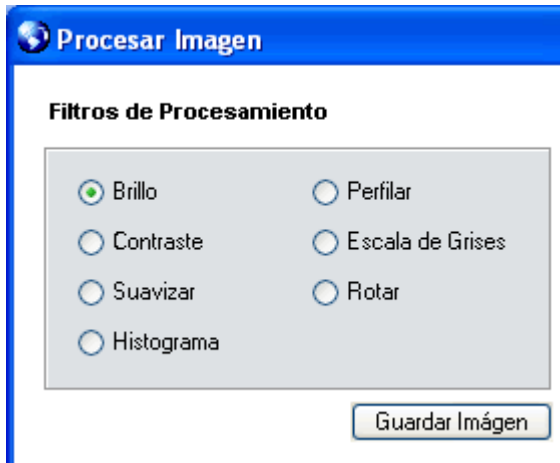 Procesar Imagen
Filtros de Procesamiento
Brillo
Perfilar
Contraste
Escala de Grises
Suavizar
Rotar
Histograma
Guardar Imágen